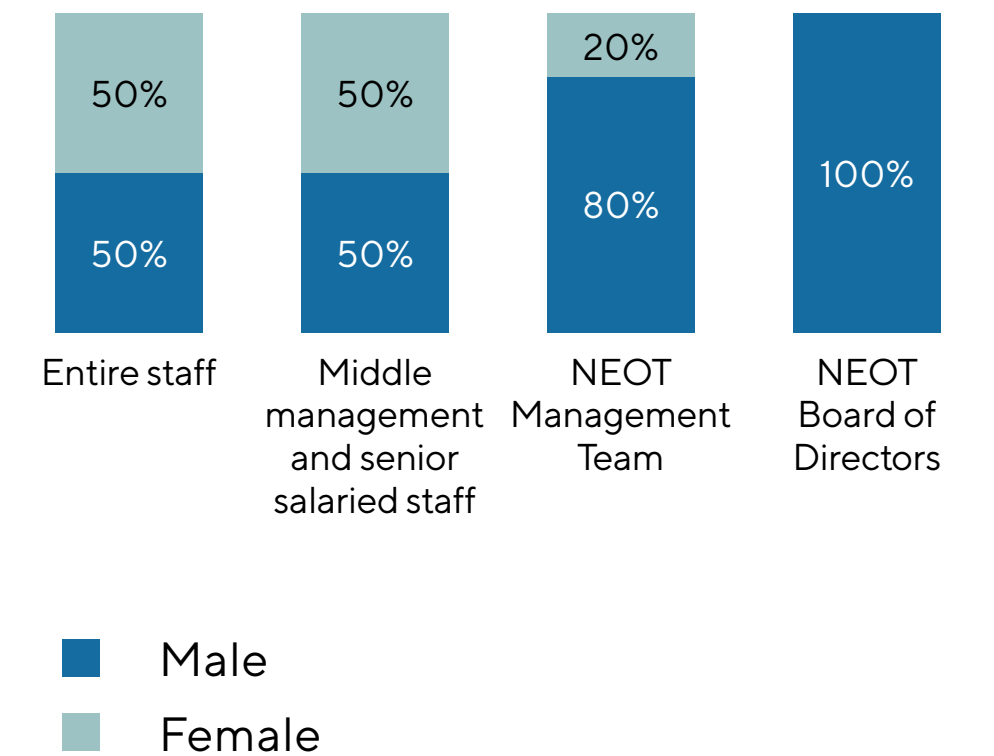 50%
50%
20%
50%
50%
80%
100%
Entire staff
Middle
management
and senior
salaried staff
NEOT
Management
Team
NEOT
Board of
Directors
Male
Female